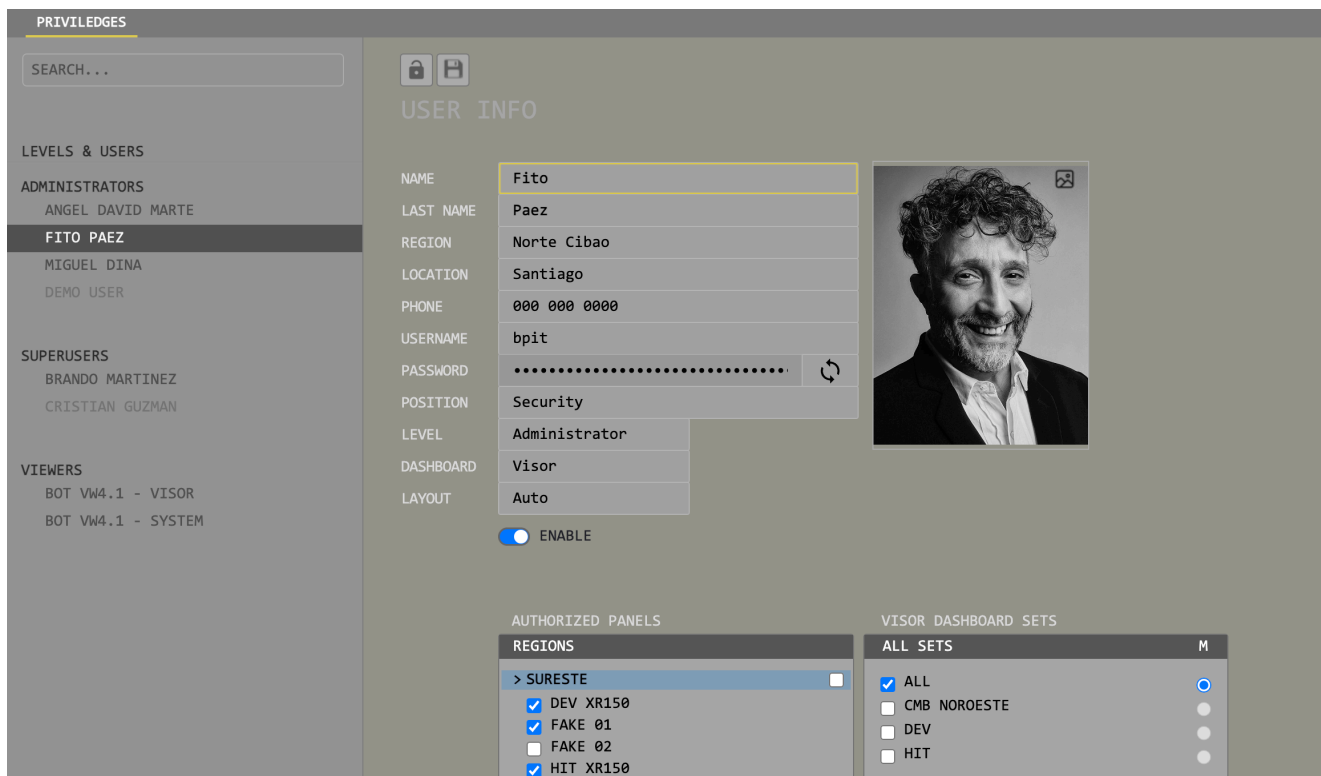 PRIVILEDGES
SEARCH...
LEVELS & USERS
ADMINISTRATORS
ANGEL DAVID MARTE
FITO PAEZ
MIGUEL DINA
DEMO USER
SUPERUSERS
BRANDO MARTINEZ
CRISTIAN GUZMAN
VIEWERS
BOT VW4.1 - VISOR
BOT VW4.1 - SYSTEM
USER INFO
NAME Fito
LAST NAME Paez
REGION Norte Cibao
LOCATION Santiago
PHONE 000 000 0000
USERNAME bpit
PASSWORD
POSITION Security
LEVEL Administrator
DASHBOARD Visor
LAYOUT Auto
ENABLE
AUTHORIZED PANELS
REGIONS
> SURESTE
DEV XR150
FAKE 01
FAKE 02
HIT XR150
VISOR DASHBOARD SETS
ALL SETS M
ALL
CMB NOROESTE
DEV
HIT